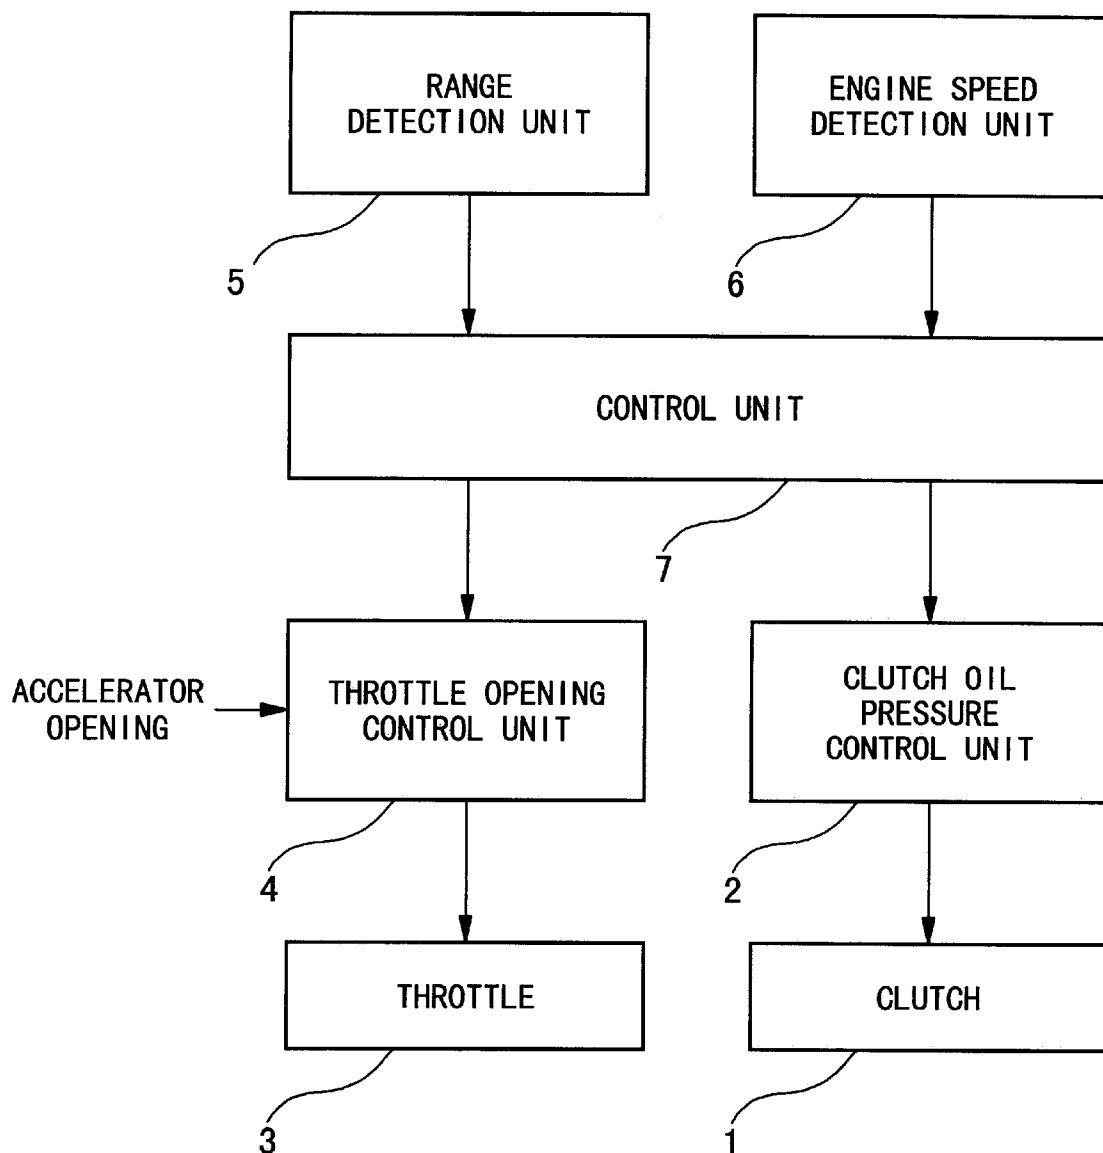 RANGE
DETECTION UNIT
ENGINE SPEED
DETECTION UNIT
5
6
CONTROL UNIT
7
ACCELERATOR
OPENING
THROTTLE OPENING
CONTROL UNIT
CLUTCH OIL
PRESSURE
CONTROL UNIT
4
2
THROTTLE
CLUTCH
3
1